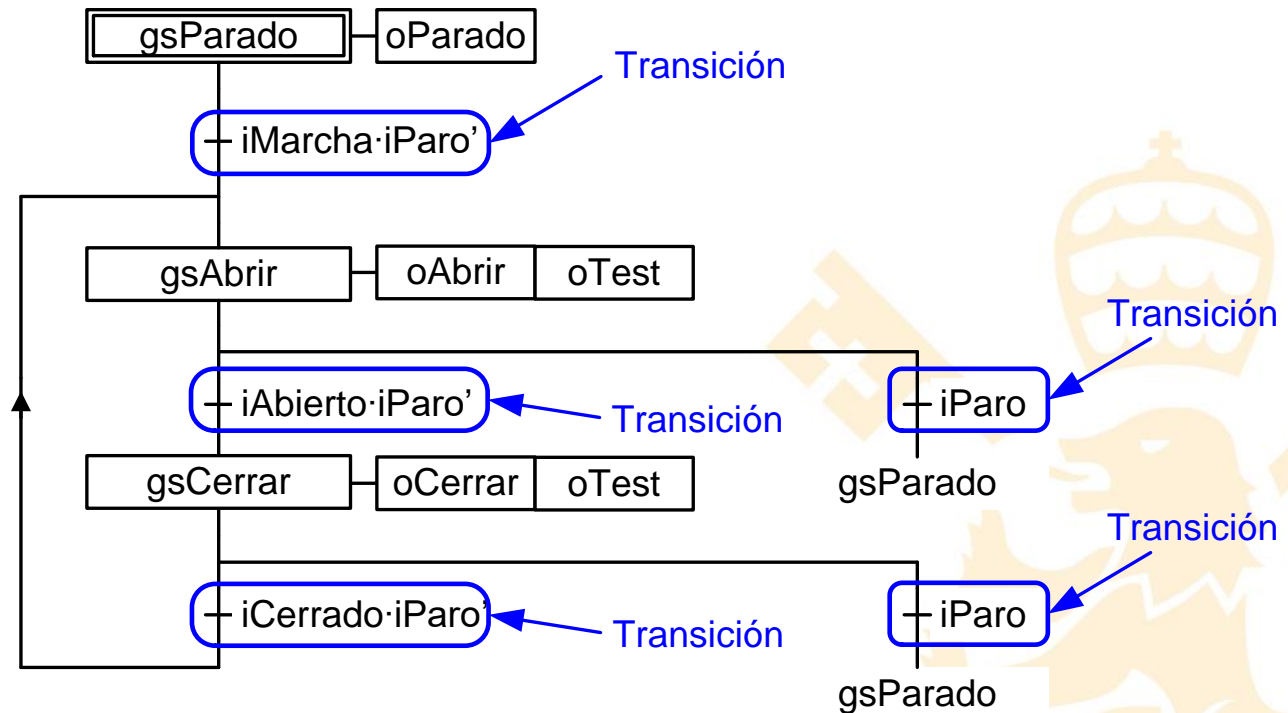 gsParado oParado
Transición
iMarcha·iParo’
gsAbrir oAbrir oTest
Transición
iAbierto·iParo’ Transición iParo
gsCerrar oCerrar oTest gsParado
Transición
iCerrado·iParo’ Transición iParo
gsParado